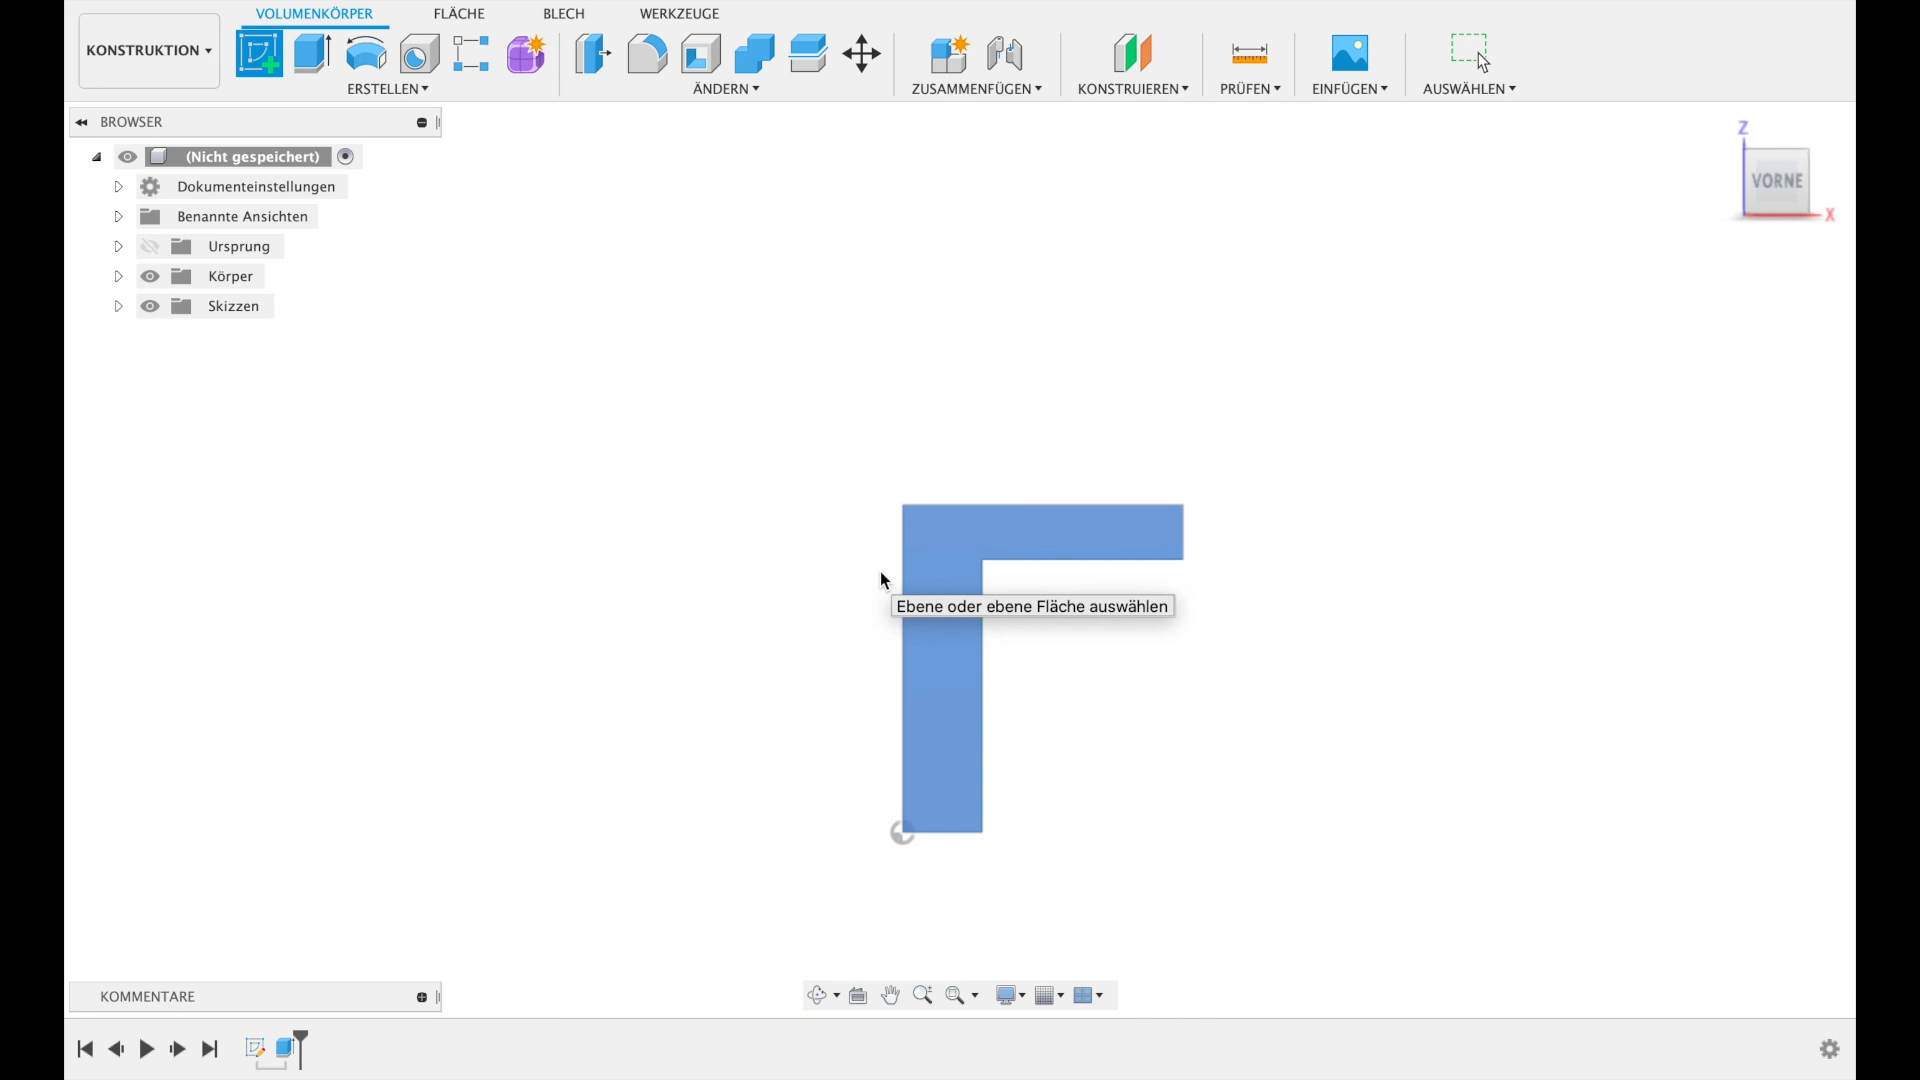 VOLUMENKÖRPER FLÄCHE BLECH WERKZEUGE
KONSTRUKTION
ERSTELLEN ÄNDERN ZUSAMMENFÜGEN KONSTRUIEREN PRÜFEN EINFÜGEN AUSWÄHLEN
BROWSER
(Nicht gespeichert)
Dokumenteinstellungen
Benannte Ansichten
Ursprung
Körper
Skizzen
Z
VORNE
X
Ebene oder ebene Fläche auswählen
KOMMENTARE